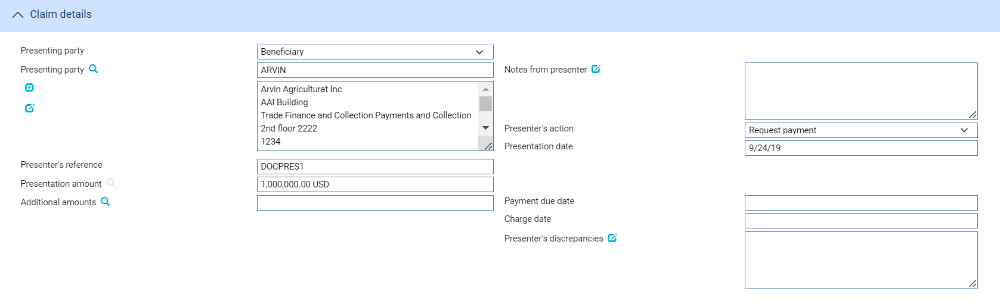 Claim details
Presenting party
Beneficiary
Presenting party
ARVIN
Notes from presenter
Arvin Agriculturat Inc
AAI Building
Trade Finance and Collection Payments and Collection
2nd floor 2222
1234
Presenter's action
Request payment
Presentation date
9/24/19
Presenter's reference
DOCPRES1
Presentation amount
1,000,000.00 USD
Additional amounts
Payment due date
Charge date
Presenter's discrepancies